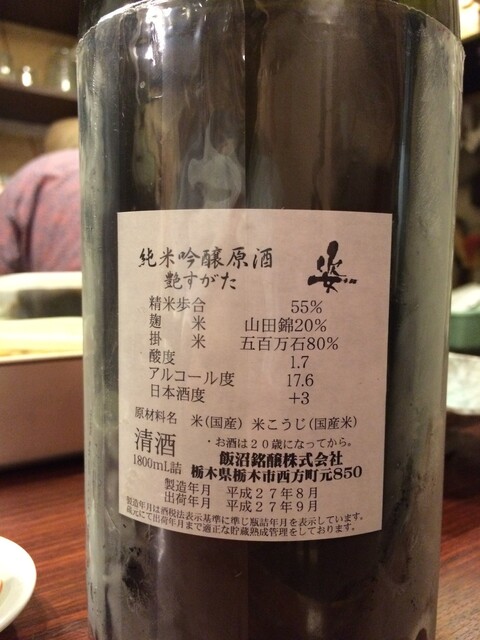 純米吟醸原酒
艶すがた
姿
精米歩合 55%
麹 米 山田錦20%
掛 米 五百万石80%
酸度 1.7
アルコール度 17.6
日本酒度 +3
原材料名 米(国産) 米こうじ(国産米)
清酒 ・お酒は20歳になってから。
1800mL詰 飯沼銘醸株式会社
栃木県栃木市西方町元850
製造年月 平成27年8月
出荷年月 平成27年9月
製造年月は酒税法表示基準に準じ瓶詰年月を表示しています。
蔵元にて出荷年月まで適正な貯蔵熟成管理をしております。